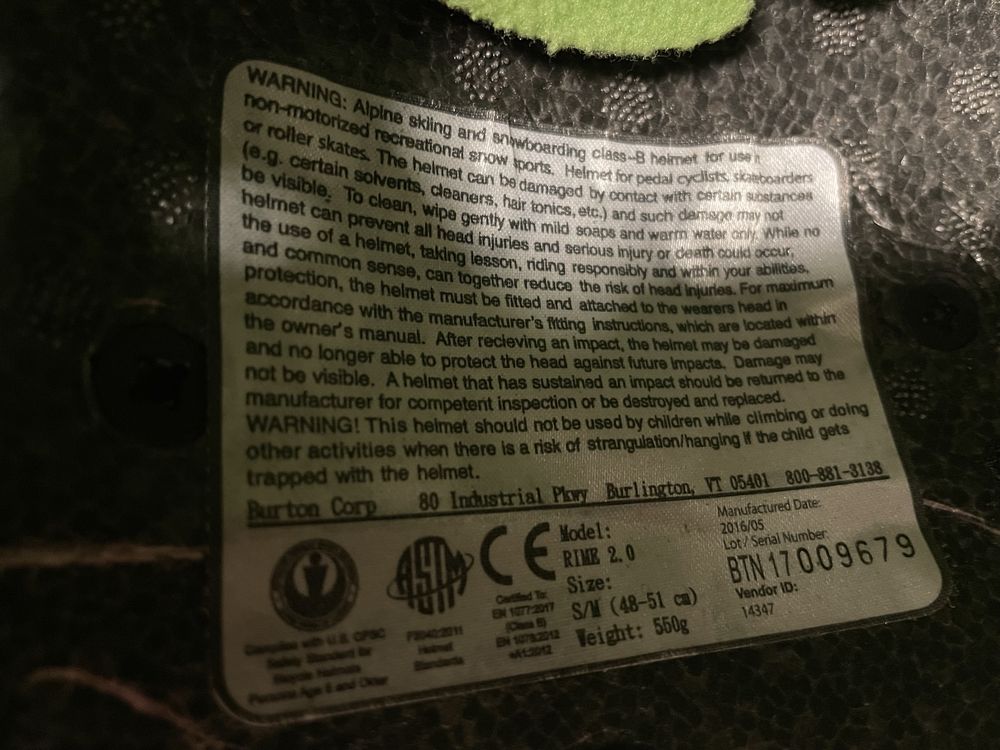 WARNING: Alpine skiing and snwboarding class-B helmet for use it
non-motorized recreational snow sports. Helmet for pedal cyclists, skateboarders
or roller skates. The helmet can be damaged by contact with certain substances
(e.g. certain solvents, cleaners, hair tonics, etc.) and such damage may not
be visible. To clean, wipe gently with mild soaps and warm water only. While no
helmet can prevent all head injuries and serious injury or death could occur,
the use of a helmet, taking lesson, riding responsibly and within your abilities,
and common sense, can together reduce the risk of head injuries. For maximum
protection, the helmet must be fitted and attached to the wearers head in
accordance with the manufacturer's fitting instructions, which are located within
the owner's manual. After recieving an impact, the helmet may be damaged
and no longer able to protect the head against future impacts. Damage may
not be visible. A helmet that has sustained an impact should be returned to the
manufacturer for competent inspection or be destroyed and replaced.
WARNING! This helmet should not be used by children while climbing or doing
other activities when there is a risk of strangulation/hanging if the child gets
trapped with the helmet.
Burton Corp 80 Industrial Pkwy Burlington, VT 05401 800-881-3138
Complies with U.S. CPSC
Safety Standard for
Bicycle Helmets
Persons Age 5 and Older
ASTM
F2040:2011
Helmet
Standards
CE
Certified To:
EN 1077:2017
(Class B)
EN 1078:2012
+A1:2012
Model:
RIME 2.0
Size:
S/M (48-51 cm)
Weight: 550g
Manufactured Date:
2016/05
Lot / Serial Number:
BTN 17009679
Vendor ID:
14347